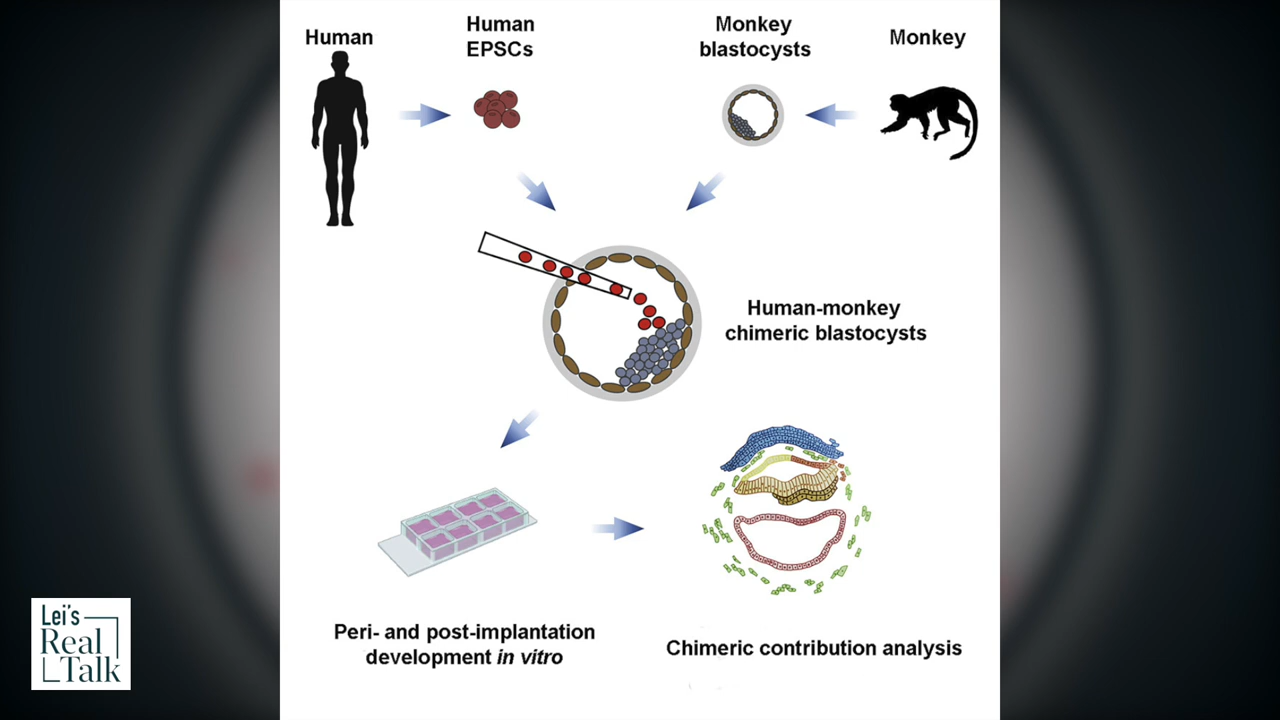 Human
Human
EPSCs
Monkey
blastocysts
Monkey
Human-monkey
chimeric blastocysts
Peri- and post-implantation
development in vitro
Chimeric contribution analysis
Lei's
Real
Talk